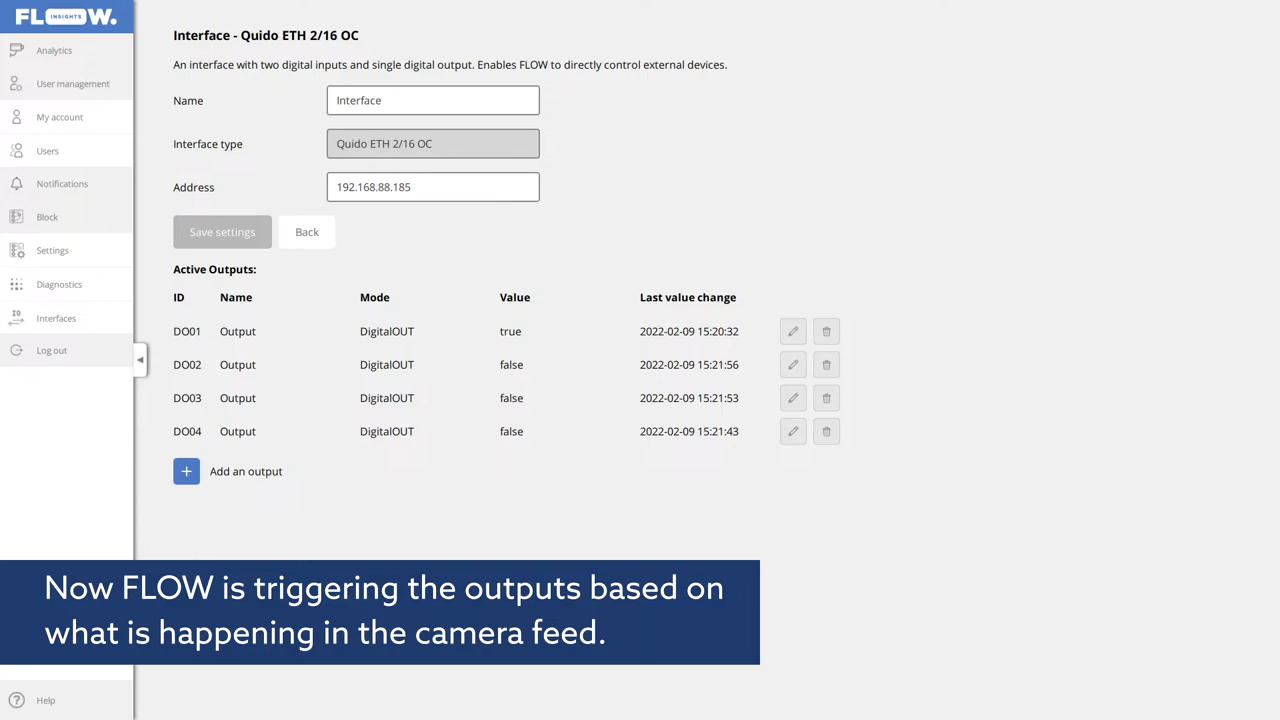 FLOW.
INSIGHTS
Analytics
User management
My account
Users
Notifications
Block
Settings
Diagnostics
Interfaces
Log out
Help
Interface - Quido ETH 2/16 OC
An interface with two digital inputs and single digital output. Enables FLOW to directly control external devices.
Name
Interface
Interface type
Quido ETH 2/16 OC
Address
192.168.88.185
Save settings
Back
Active Outputs:
ID Name Mode Value Last value change
DO01 Output DigitalOUT true 2022-02-09 15:20:32
DO02 Output DigitalOUT false 2022-02-09 15:21:56
DO03 Output DigitalOUT false 2022-02-09 15:21:53
DO04 Output DigitalOUT false 2022-02-09 15:21:43
+ Add an output
Now FLOW is triggering the outputs based on
what is happening in the camera feed.